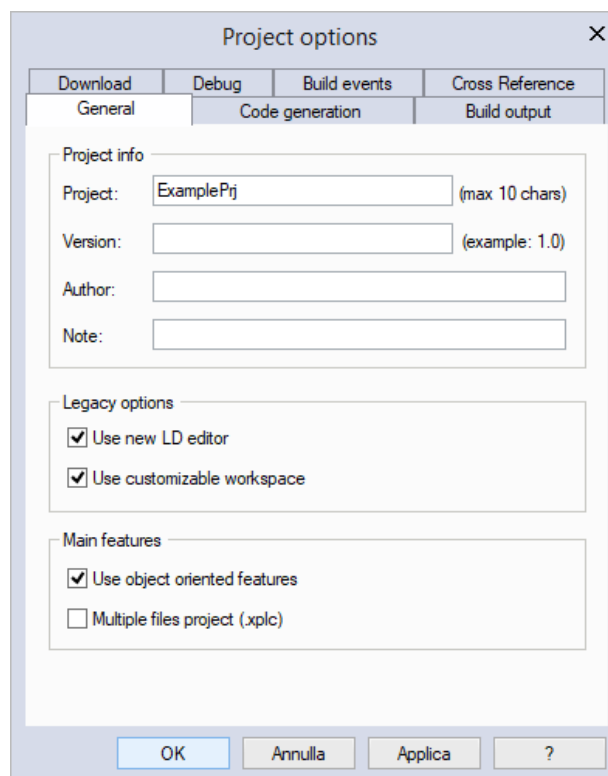 Project options
Download Debug Build events Cross Reference
General Code generation Build output
Project info
Project: ExamplePrj (max 10 chars)
Version: (example: 1.0)
Author:
Note:
Legacy options
Use new LD editor
Use customizable workspace
Main features
Use object oriented features
Multiple files project (.xplc)
OK Annulla Applica ?